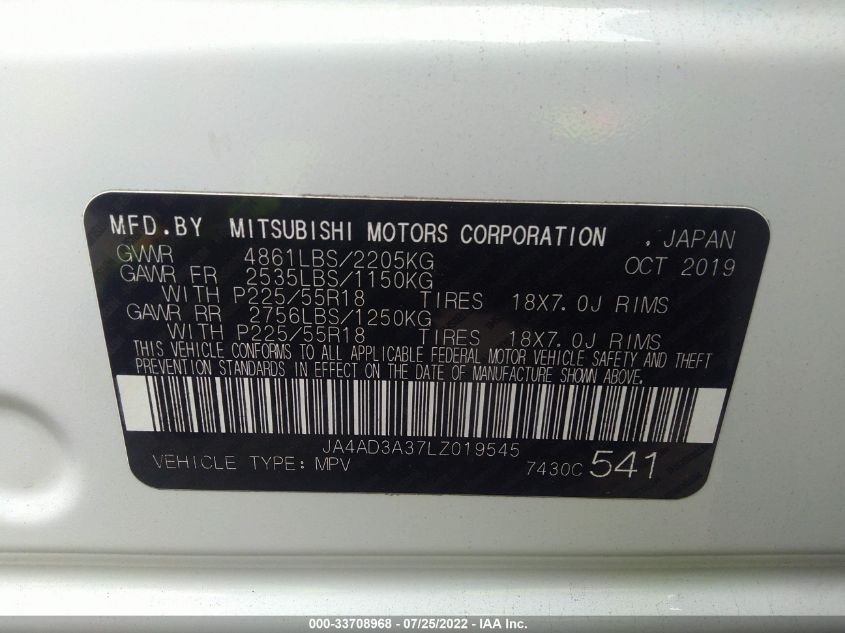 MFD.BY MITSUBISHI MOTORS CORPORATION , JAPAN
GVWR 4861LBS/2205KG OCT 2019
GAWR FR 2535LBS/1150KG
WITH P225/55R18 TIRES 18X7.0J RIMS
GAWR RR 2756LBS/1250KG
WITH P225/55R18 TIRES 18X7.0J RIMS
THIS VEHICLE CONFORMS TO ALL APPLICABLE FEDERAL MOTOR VEHICLE SAFETY AND THEFT
PREVENTION STANDARDS IN EFFECT ON THE DATE OF MANUFACTURE SHOWN ABOVE.
JA4AD3A37LZ019545
VEHICLE TYPE: MPV 7430C 541
000-33708968 - 07/25/2022 - IAA Inc.